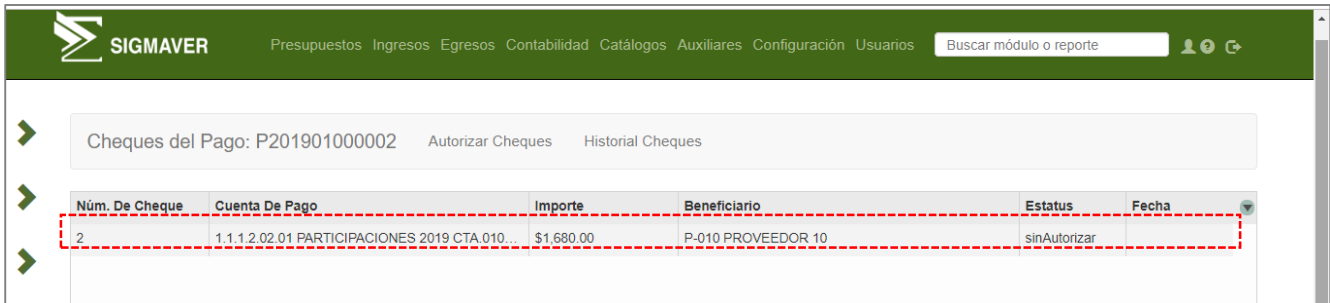 SIGMAVER Presupuestos Ingresos Egresos Contabilidad Catálogos Auxiliares Configuración Usuarios Buscar módulo o reporte
Cheques del Pago: P201901000002 Autorizar Cheques Historial Cheques
Núm. De Cheque Cuenta De Pago Importe Beneficiario Estatus Fecha
2 1.1.1.2.02.01 PARTICIPACIONES 2019 CTA.010... $1,680.00 P-010 PROVEEDOR 10 sinAutorizar